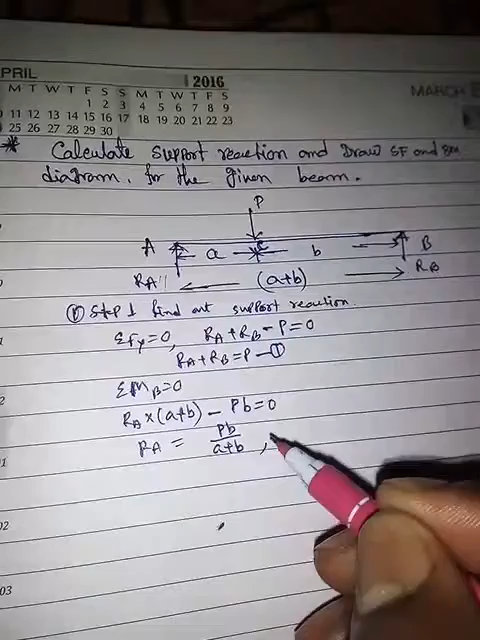 PRIL
2016
MARCH
M T W T F S S M T W T F S
1 2 3 4 5 6 7 8 9
11 12 13 14 15 16 17 18 19 20 21 22 23
25 26 27 28 29 30
* Calculate support reaction and Draw SF and BM
diagram. for the given beam.
P
A a C b B
RA (a+b) RB
① Step 1 find out support reaction.
ΣFy=0, RA+RB-P=0
RA+RB=P-①
ΣMB=0
RA×(a+b) - Pb=0
RA = Pb/a+b,
02
03